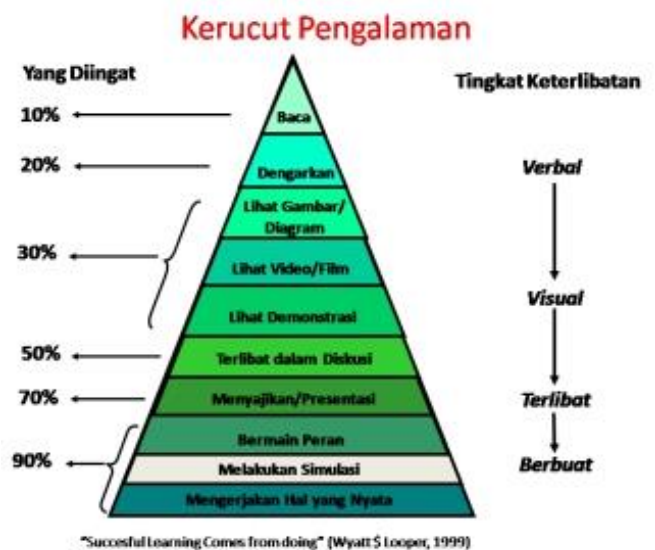 Kerucut Pengalaman
Yang Diingat
Tingkat Keterlibatan
10%
Baca
20%
Dengarkan
Verbal
Lihat Gambar/
Diagram
30%
Lihat Video/Film
Visual
Lihat Demonstrasi
50%
Terlibat dalam Diskusi
70%
Menyajikan/Presentasi
Terlibat
Bermain Peran
90%
Melakukan Simulasi
Berbuat
Mengerjakan Hal yang Nyata
"Succesful Learning Comes from doing" (Wyatt $ Looper, 1999)